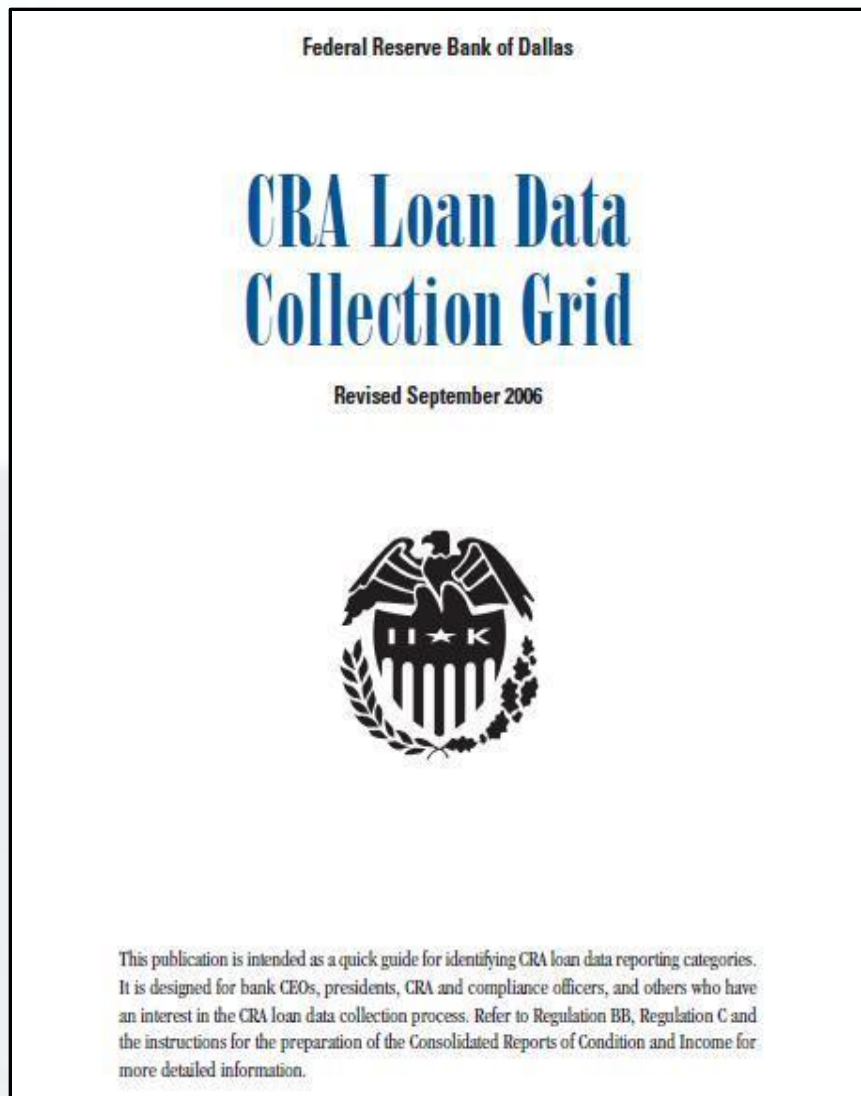 Federal Reserve Bank of Dallas
CRA Loan Data
Collection Grid
Revised September 2006
II★K
This publication is intended as a quick guide for identifying CRA loan data reporting categories.
It is designed for bank CEOs, presidents, CRA and compliance officers, and others who have
an interest in the CRA loan data collection process. Refer to Regulation BB, Regulation C and
the instructions for the preparation of the Consolidated Reports of Condition and Income for
more detailed information.